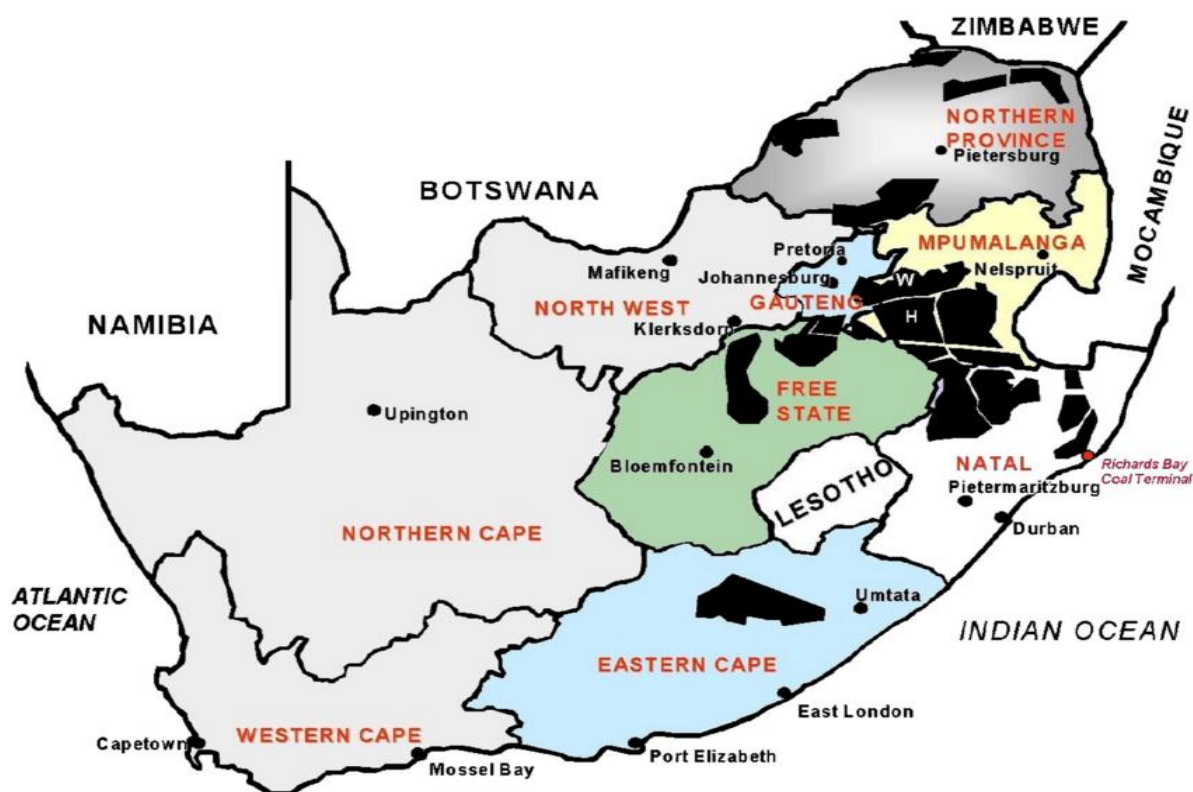 ZIMBABWE
NORTHERN
PROVINCE
Pietersburg
MOCAMBIQUE
BOTSWANA
MPUMALANGA
Nelspruit
Pretoria
Johannesburg
GAUTENG
W
H
Mafikeng
NORTH WEST
Klerksdorp
NAMIBIA
FREE
STATE
Upington
Bloemfontein
LESOTHO
NATAL
Pietermaritzburg
Richards Bay
Coal Terminal
Durban
NORTHERN CAPE
ATLANTIC
OCEAN
Umtata
INDIAN OCEAN
EASTERN CAPE
East London
WESTERN CAPE
Capetown
Mossel Bay
Port Elizabeth